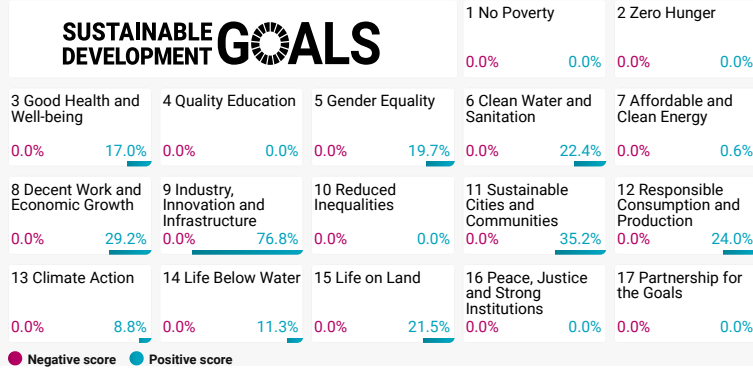 SUSTAINABLE
DEVELOPMENT GOALS
1 No Poverty
0.0% 0.0%
2 Zero Hunger
0.0% 0.0%
3 Good Health and
Well-being
0.0% 17.0%
4 Quality Education
0.0% 0.0%
5 Gender Equality
0.0% 19.7%
6 Clean Water and
Sanitation
0.0% 22.4%
7 Affordable and
Clean Energy
0.0% 0.6%
8 Decent Work and
Economic Growth
0.0% 29.2%
9 Industry,
Innovation and
Infrastructure
0.0% 76.8%
10 Reduced
Inequalities
0.0% 0.0%
11 Sustainable
Cities and
Communities
0.0% 35.2%
12 Responsible
Consumption and
Production
0.0% 24.0%
13 Climate Action
0.0% 8.8%
14 Life Below Water
0.0% 11.3%
15 Life on Land
0.0% 21.5%
16 Peace, Justice
and Strong
Institutions
0.0% 0.0%
17 Partnership for
the Goals
0.0% 0.0%
Negative score Positive score